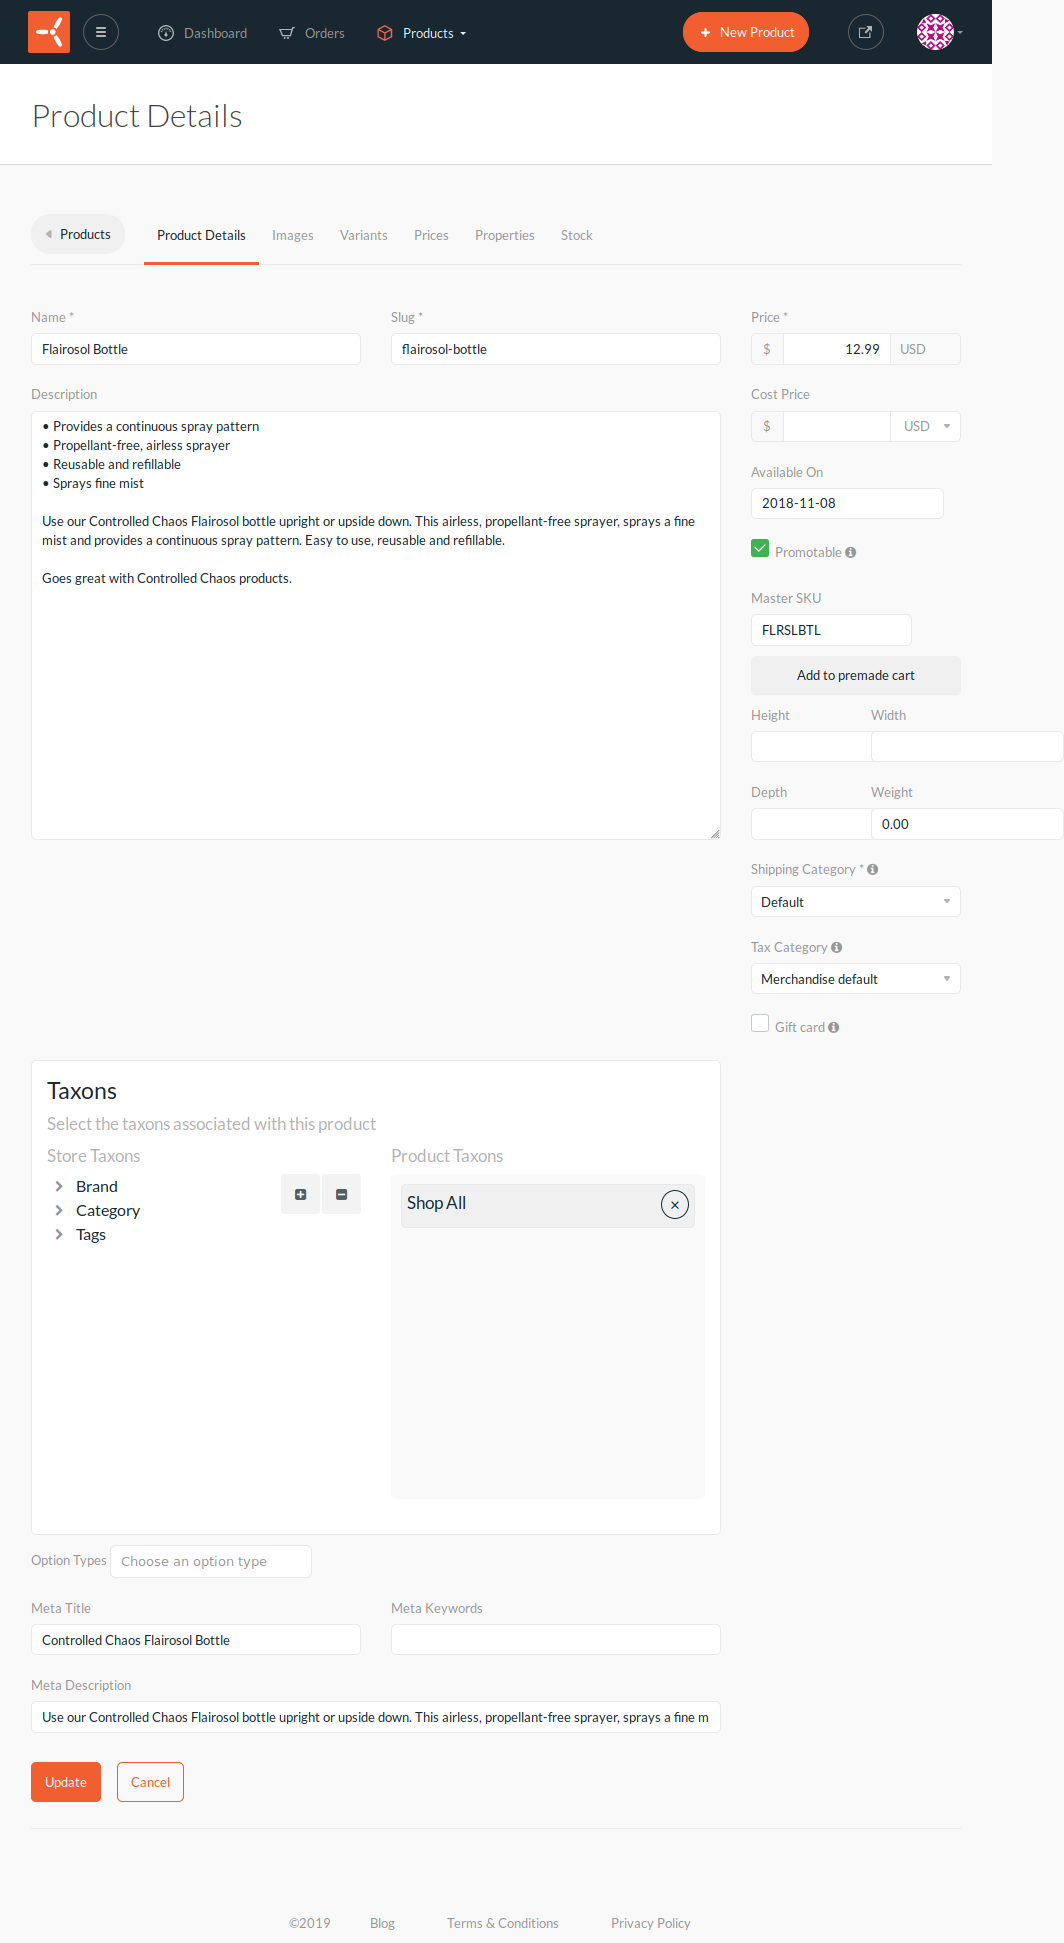 Dashboard
Orders
Products
New Product
Product Details
Products
Product Details
Images
Variants
Prices
Properties
Stock
Name *
Slug *
Price *
Flairosol Bottle
flairosol-bottle
$ 12.99 USD
Description
Cost Price
• Provides a continuous spray pattern
• Propellant-free, airless sprayer
• Reusable and refillable
• Sprays fine mist
Use our Controlled Chaos Flairosol bottle upright or upside down. This airless, propellant-free sprayer, sprays a fine
mist and provides a continuous spray pattern. Easy to use, reusable and refillable.
Goes great with Controlled Chaos products.
$ USD
Available On
2018-11-08
Promotable
Master SKU
FLRSLBTL
Add to premade cart
Height
Width
Depth
Weight
0.00
Shipping Category *
Default
Tax Category
Merchandise default
Gift card
Taxons
Select the taxons associated with this product
Store Taxons
Product Taxons
Brand
Category
Tags
Shop All
Option Types
Choose an option type
Meta Title
Meta Keywords
Controlled Chaos Flairosol Bottle
Meta Description
Use our Controlled Chaos Flairosol bottle upright or upside down. This airless, propellant-free sprayer, sprays a fine m
Update
Cancel
©2019
Blog
Terms & Conditions
Privacy Policy